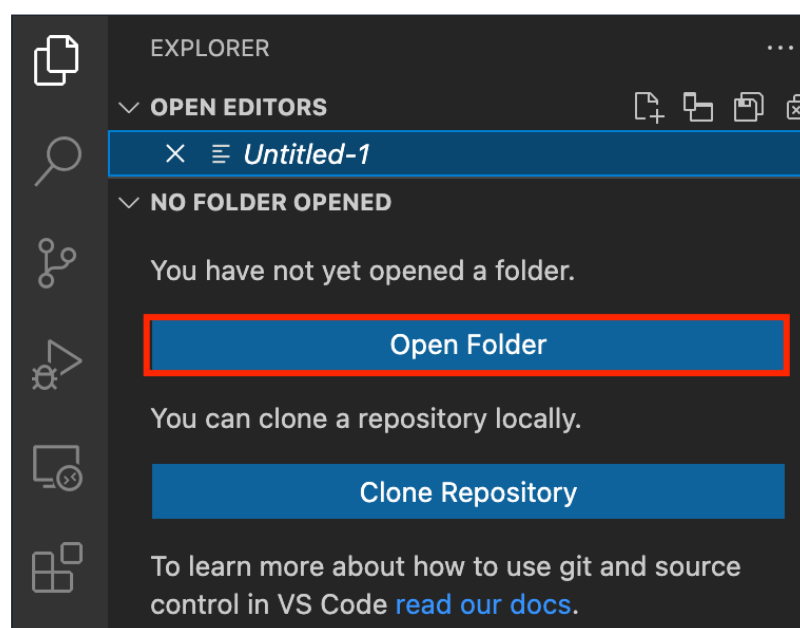 EXPLORER
OPEN EDITORS
Untitled-1
NO FOLDER OPENED
You have not yet opened a folder.
Open Folder
You can clone a repository locally.
Clone Repository
To learn more about how to use git and source
control in VS Code read our docs.